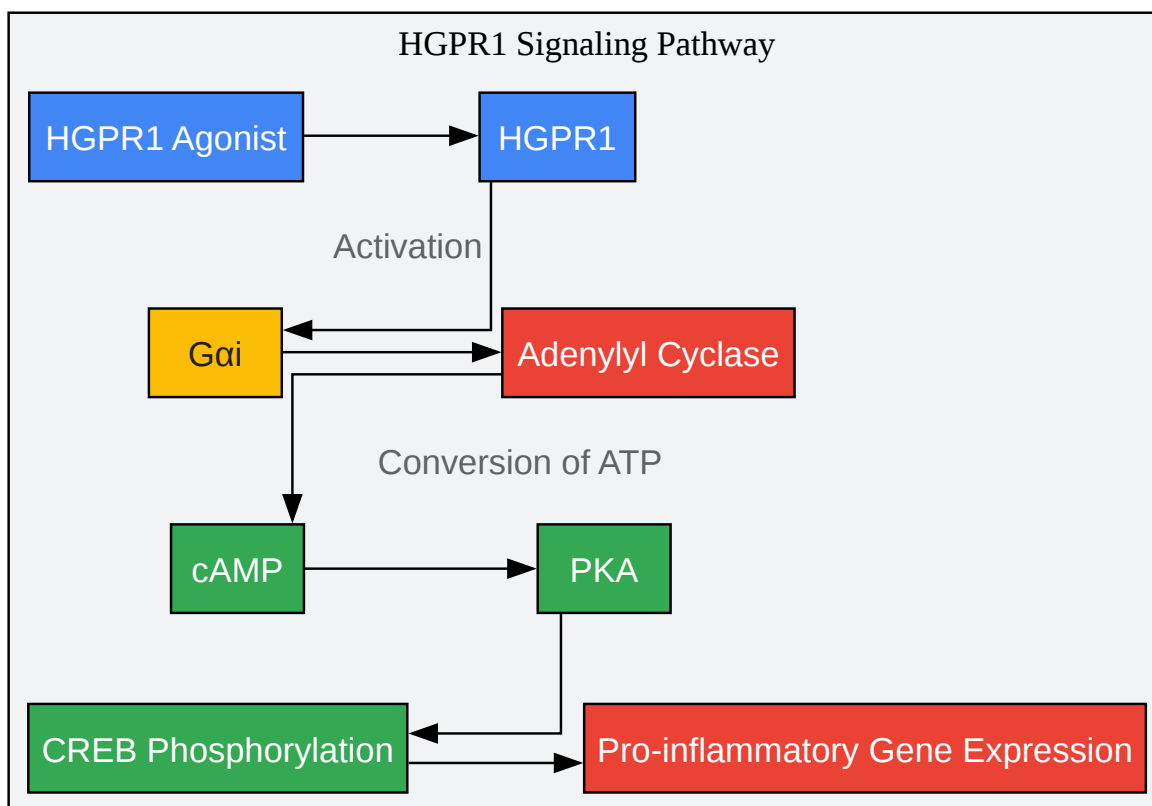 HGPR1 Signaling Pathway
HGPR1 Agonist
HGPR1
Activation
Gαi
Adenylyl Cyclase
Conversion of ATP
cAMP
PKA
CREB Phosphorylation
Pro-inflammatory Gene Expression